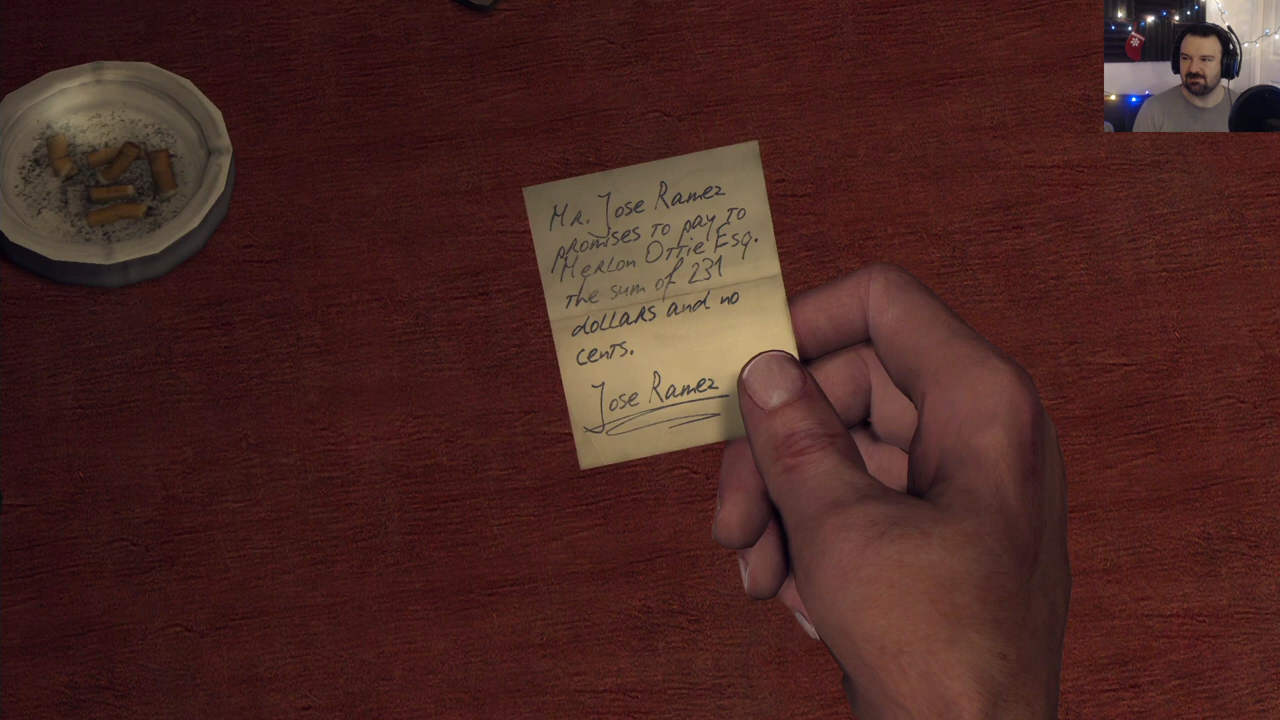 Mr. Jose Ramez
promises to pay to
Merlon Ottie Esq.
the sum of 231
dollars and no
cents.
Jose Ramez